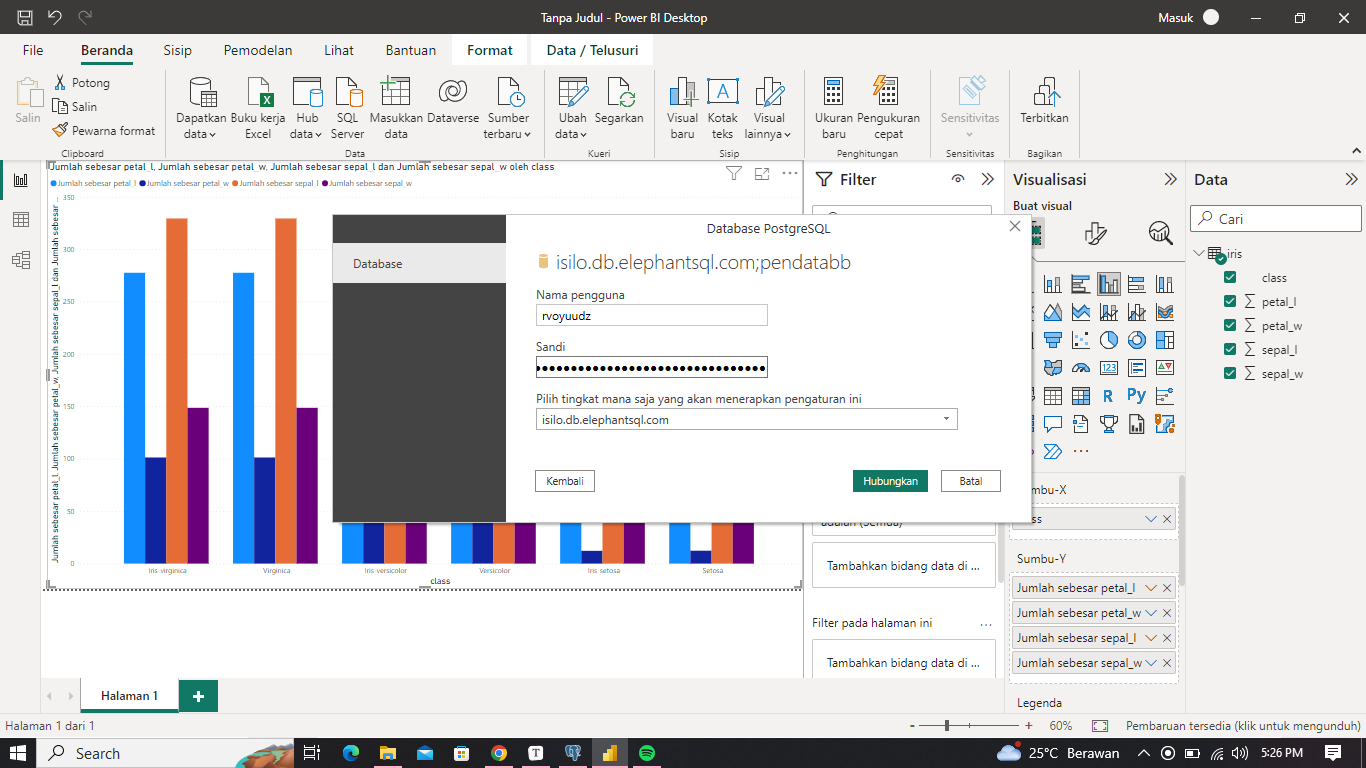 Tanpa Judul - Power BI Desktop
Masuk
File Beranda Sisip Pemodelan Lihat Bantuan Format Data / Telusuri
Salin
Potong
Salin
Pewarna format
Clipboard
Dapatkan data
Buku kerja Excel
Hub data
SQL Server
Masukkan data
Dataverse
Sumber terbaru
Data
Ubah data
Segarkan
Kueri
Visual baru
Kotak teks
Visual lainnya
Sisip
Ukuran baru
Pengukuran cepat
Penghitungan
Sensitivitas
Sensitivitas
Terbitkan
Bagikan
Jumlah sebesar petal_l, Jumlah sebesar petal_w, Jumlah sebesar sepal_l dan Jumlah sebesar sepal_w oleh class
Jumlah sebesar petal_l Jumlah sebesar petal_w Jumlah sebesar sepal_l Jumlah sebesar sepal_w
Jumlah sebesar petal_l, Jumlah sebesar petal_w, Jumlah sebesar sepal_l dan Jumlah sebesar ...
350
300
250
200
150
100
50
0
Iris-virginica Virginica Iris-versicolor Versicolor Iris-setosa Setosa
class
Database PostgreSQL
Database
isilo.db.elephantsql.com;pendatabb
Nama pengguna
rvoyuudz
Sandi
Pilih tingkat mana saja yang akan menerapkan pengaturan ini
isilo.db.elephantsql.com
Kembali
Hubungkan
Batal
Filter
adalah (Semua)
Tambahkan bidang data di ...
Filter pada halaman ini
...
Tambahkan bidang data di ...
Visualisasi
Buat visual
R
Py
123
...
Sumbu-Y
Jumlah sebesar petal_l
Jumlah sebesar petal_w
Jumlah sebesar sepal_l
Jumlah sebesar sepal_w
Legenda
Data
Cari
iris
class
petal_l
petal_w
sepal_l
sepal_w
Halaman 1
Halaman 1 dari 1
- + 60%
Pembaruan tersedia (klik untuk mengunduh)
Search
25°C Berawan
5:26 PM